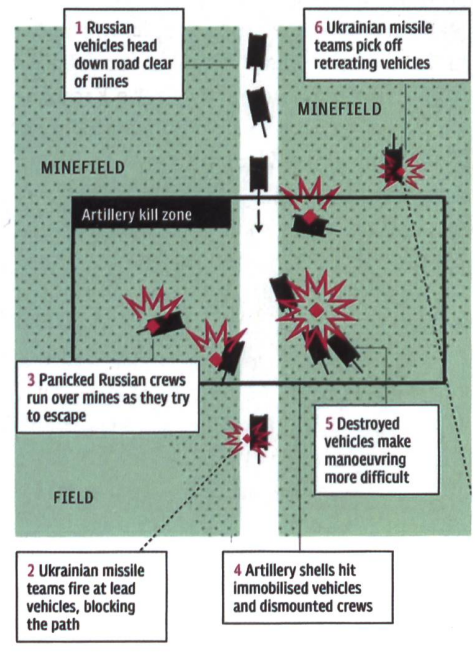 1 Russian
vehicles head
down road clear
of mines
6 Ukrainian missile
teams pick off
retreating vehicles
MINEFIELD
MINEFIELD
Artillery kill zone
3 Panicked Russian crews
run over mines as they try
to escape
5 Destroyed
vehicles make
manoeuvring
more difficult
FIELD
2 Ukrainian missile
teams fire at lead
vehicles, blocking
the path
4 Artillery shells hit
immobilised vehicles
and dismounted crews